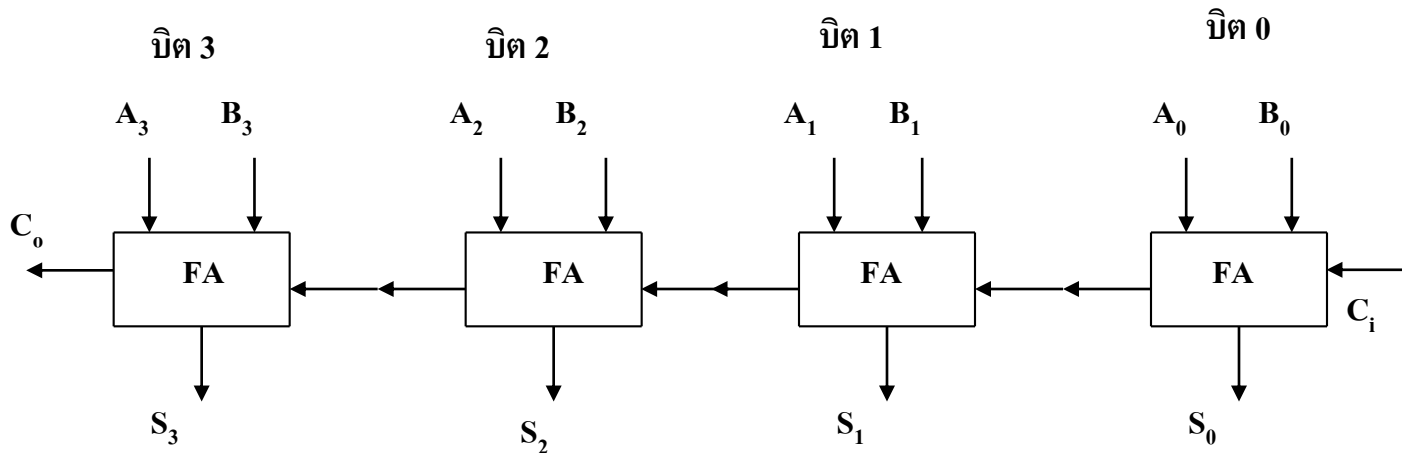 บิต 3 บิต 2 บิต 1 บิต 0
A₃ B₃ A₂ B₂ A₁ B₁ A₀ B₀
Cₒ FA FA FA FA Cᵢ
S₃ S₂ S₁ S₀